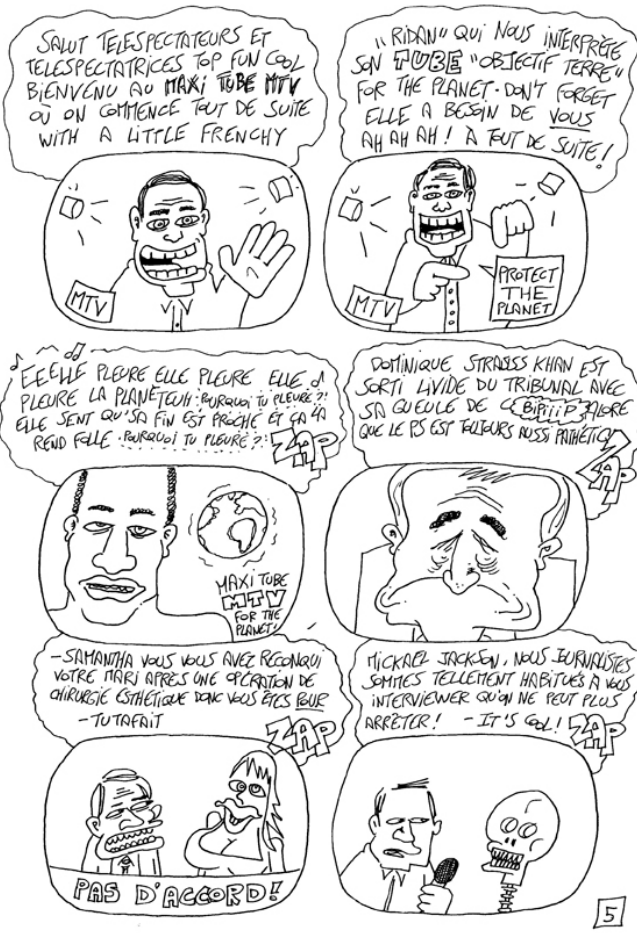 SALUT TELESPECTATEURS ET
TELESPECTATRICES TOP FUN COOL
BIENVENU AU MAXI TUBE MTV
OÙ ON COMMENCE TOUT DE SUITE
WITH A LITTLE FRENCHY
MTV
"RIDAN" QUI NOUS INTERPRÈTE
SON TUBE "OBJECTIF TERRE"
FOR THE PLANET. DON'T FORGET
ELLE A BESOIN DE VOUS
AH AH AH! À TOUT DE SUITE!
MTV
PROTECT
THE
PLANET
EEELLE PLEURE ELLE PLEURE ELLE
PLEURE LA PLANÈTEUH. POURQUOI TU PLEURE?!
ELLE SENT QU'SA FIN EST PROCHE ET ÇA LA
REND FOLLE. POURQUOI TU PLEURE?!
ZAP
MAXI TUBE
MTV
FOR THE
PLANET!
DOMINIQUE STRAUSS KHAN EST
SORTI LIVIDE DU TRIBUNAL AVEC
SA GUEULE DE C BIPIIIP ALORE
QUE LE PS EST TOUJOURS AUSSI PATHÉTIQ
ZAP
-SAMANTHA VOUS VOUS AVEZ RECONQUI
VOTRE MARI APRÈS UNE OPÉRATION DE
CHIRURGIE ESTHÉTIQUE DONC VOUS ÊTES POUR
-TUTAFAIT
ZAP
PAS D'ACCORD!
MICKAËL JACKSON, NOUS JOURNALISTES
SOMMES TELLEMENT HABITUÉS A VOUS
INTERVIEWER QU'ON NE PEUT PLUS
ARRÊTER! - IT'S COOL!
ZAP
5